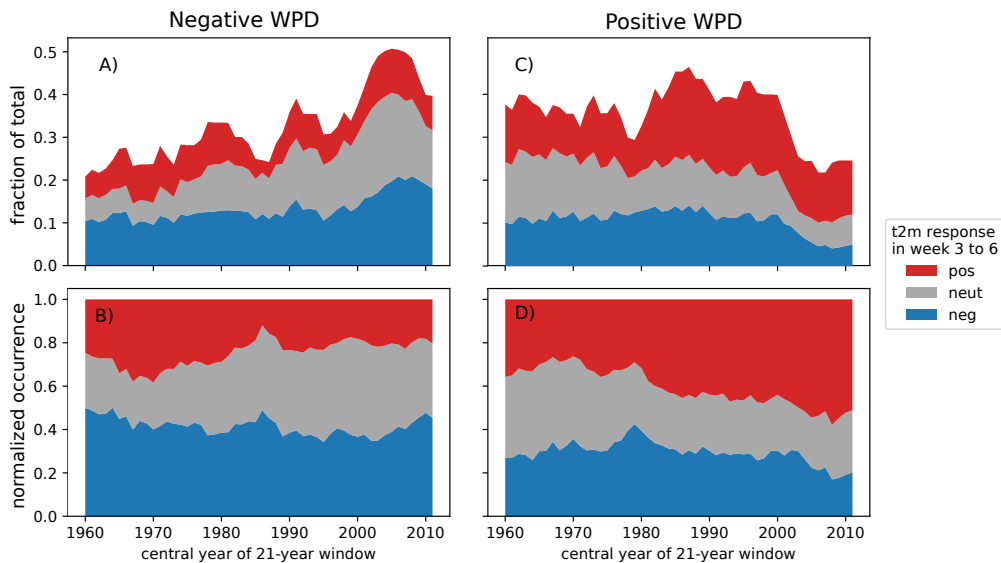 Negative WPD
Positive WPD
A)
C)
fraction of total
0.5
0.4
0.3
0.2
0.1
0.0
B)
D)
normalized occurrence
1.0
0.8
0.6
0.4
0.2
0.0
1960 1970 1980 1990 2000 2010
1960 1970 1980 1990 2000 2010
central year of 21-year window
central year of 21-year window
t2m response
in week 3 to 6
pos
neut
neg